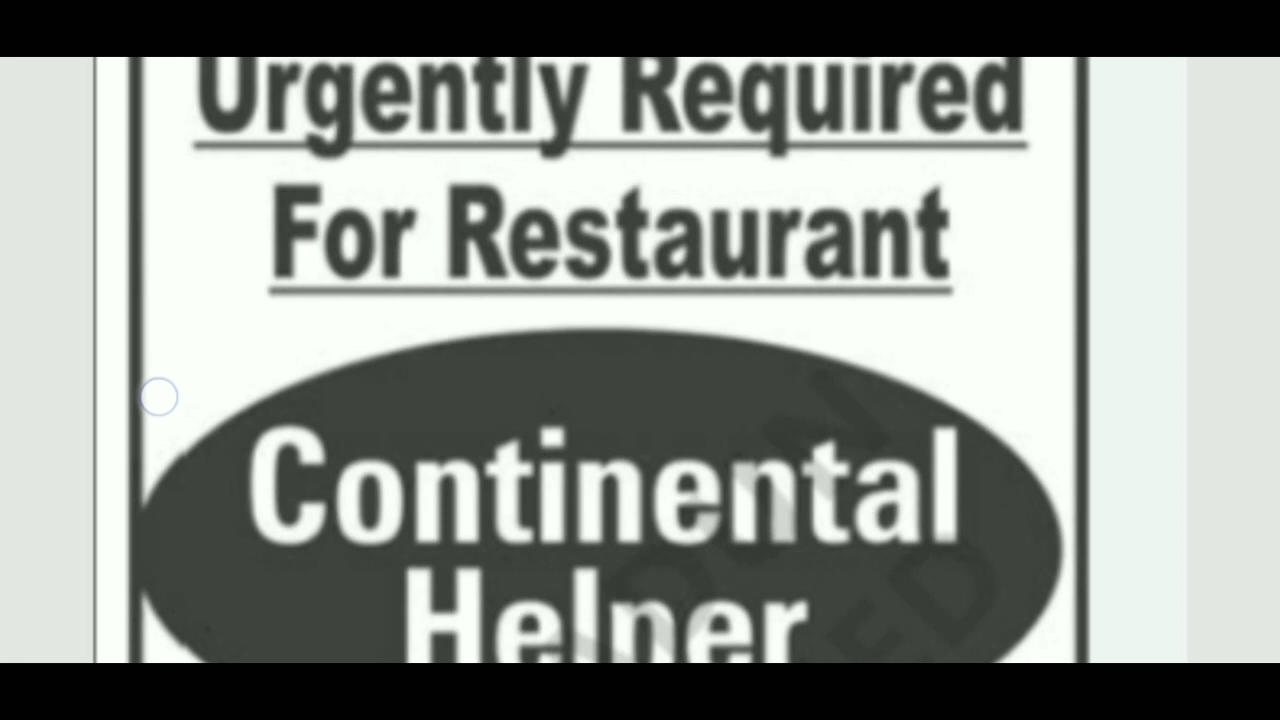 Urgently Required
For Restaurant
Continental
Helper